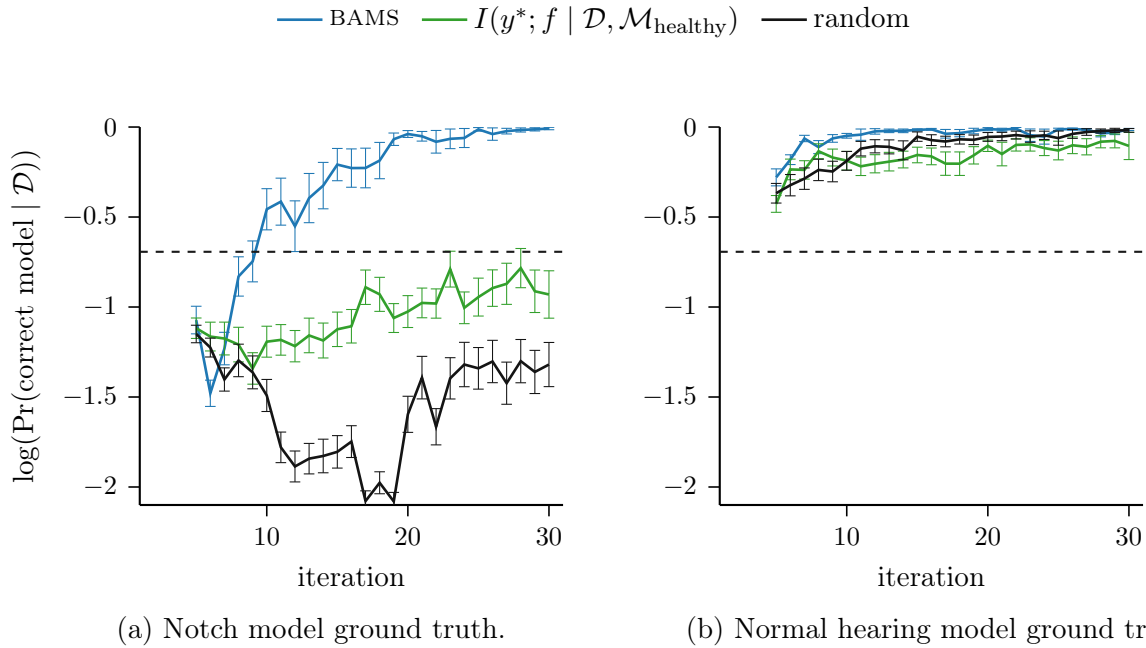 BAMS I(y*; f | 𝒟, ℳhealthy) random
log(Pr(correct model | 𝒟))
0
−0.5
−1
−1.5
−2
10 20 30
iteration
(a) Notch model ground truth.
0
−0.5
−1
−1.5
−2
10 20 30
iteration
(b) Normal hearing model ground tr